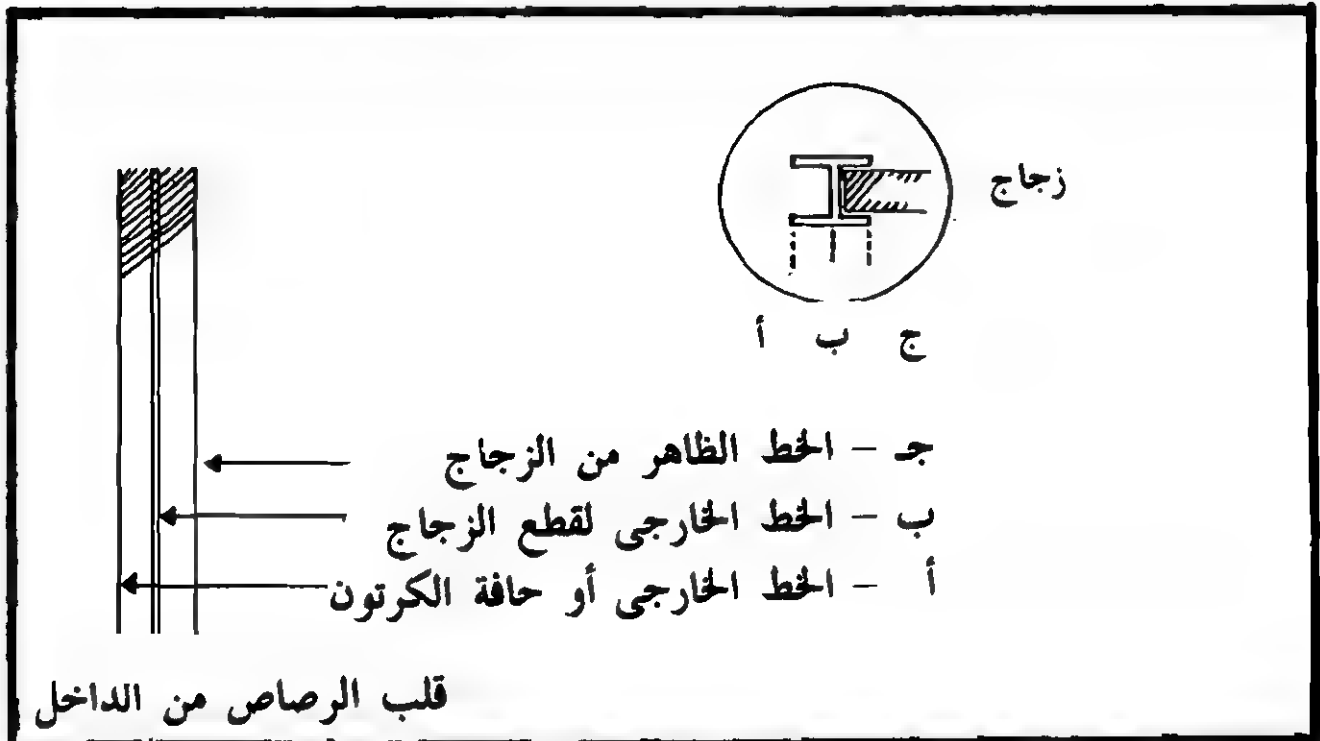 زجاج
ج ب أ
جـ – الخط الظاهر من الزجاج
ب – الخط الخارجى لقطع الزجاج
أ – الخط الخارجى أو حافة الكرتون
قلب الرصاص من الداخل